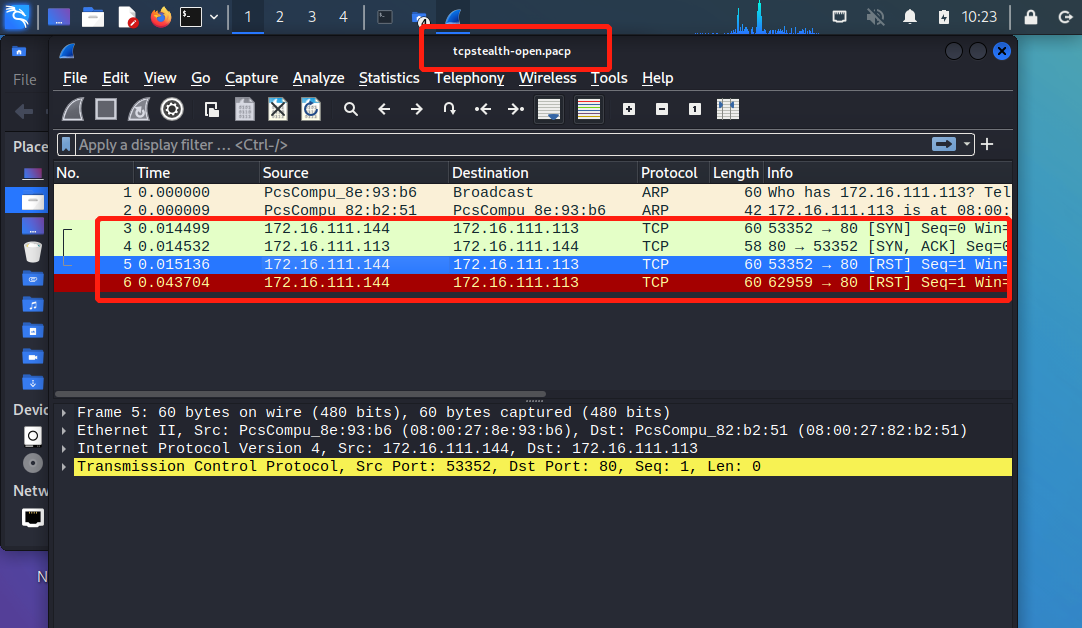 1 2 3 4 10:23
tcpstealth-open.pacp
File
File Edit View Go Capture Analyze Statistics Telephony Wireless Tools Help
Apply a display filter … <Ctrl-/>
Place
No. Time Source Destination Protocol Length Info
1 0.000000 PcsCompu_8e:93:b6 Broadcast ARP 60 Who has 172.16.111.113? Tel
2 0.000009 PcsCompu_82:b2:51 PcsCompu_8e:93:b6 ARP 42 172.16.111.113 is at 08:00:
3 0.014499 172.16.111.144 172.16.111.113 TCP 60 53352 → 80 [SYN] Seq=0 Win=
4 0.014532 172.16.111.113 172.16.111.144 TCP 58 80 → 53352 [SYN, ACK] Seq=0
5 0.015136 172.16.111.144 172.16.111.113 TCP 60 53352 → 80 [RST] Seq=1 Win=
6 0.043704 172.16.111.144 172.16.111.113 TCP 60 62959 → 80 [RST] Seq=1 Win=
Devic
Netw
N
Frame 5: 60 bytes on wire (480 bits), 60 bytes captured (480 bits)
Ethernet II, Src: PcsCompu_8e:93:b6 (08:00:27:8e:93:b6), Dst: PcsCompu_82:b2:51 (08:00:27:82:b2:51)
Internet Protocol Version 4, Src: 172.16.111.144, Dst: 172.16.111.113
Transmission Control Protocol, Src Port: 53352, Dst Port: 80, Seq: 1, Len: 0